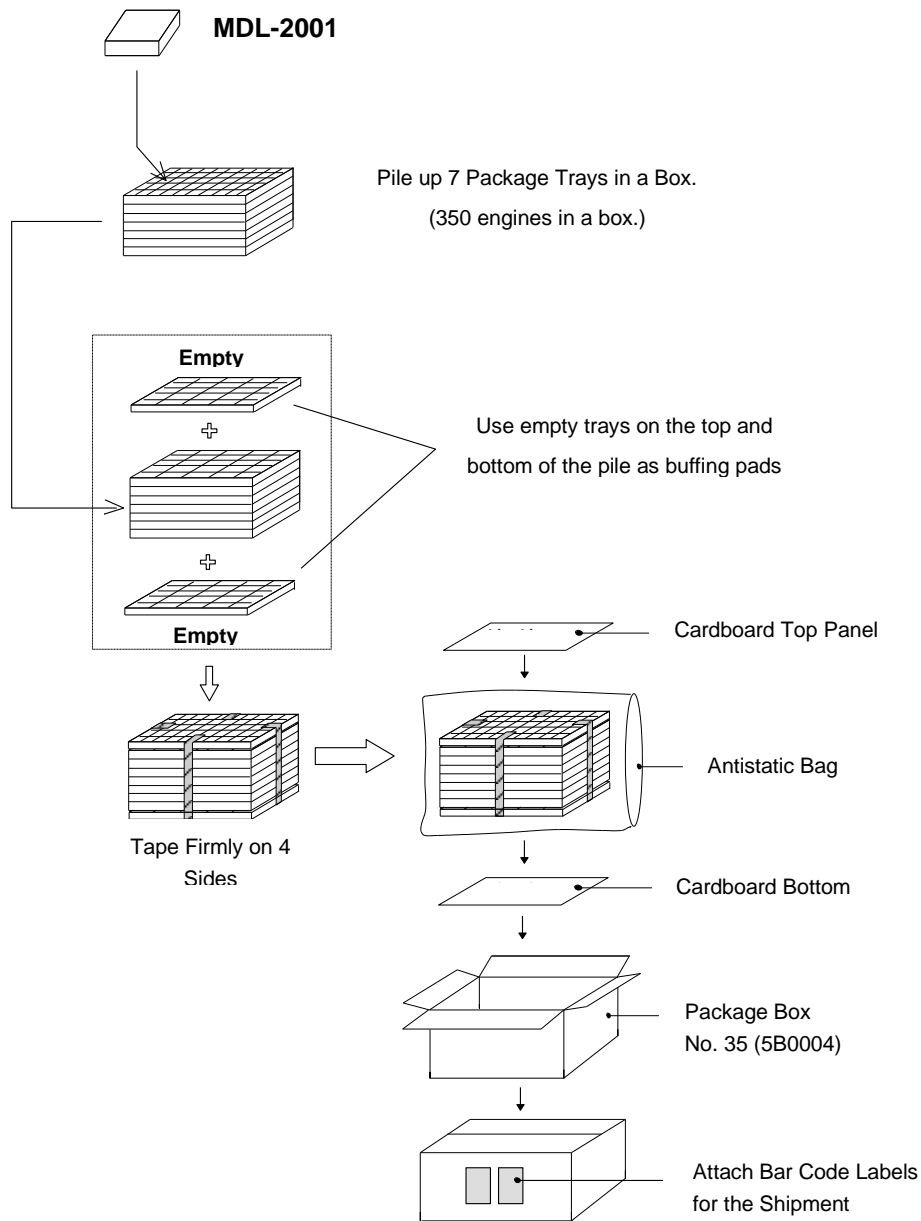 MDL-2001
Pile up 7 Package Trays in a Box.
(350 engines in a box.)
Empty
Use empty trays on the top and
bottom of the pile as buffing pads
Empty
Cardboard Top Panel
Antistatic Bag
Tape Firmly on 4
Sides
Cardboard Bottom
Package Box
No. 35 (5B0004)
Attach Bar Code Labels
for the Shipment